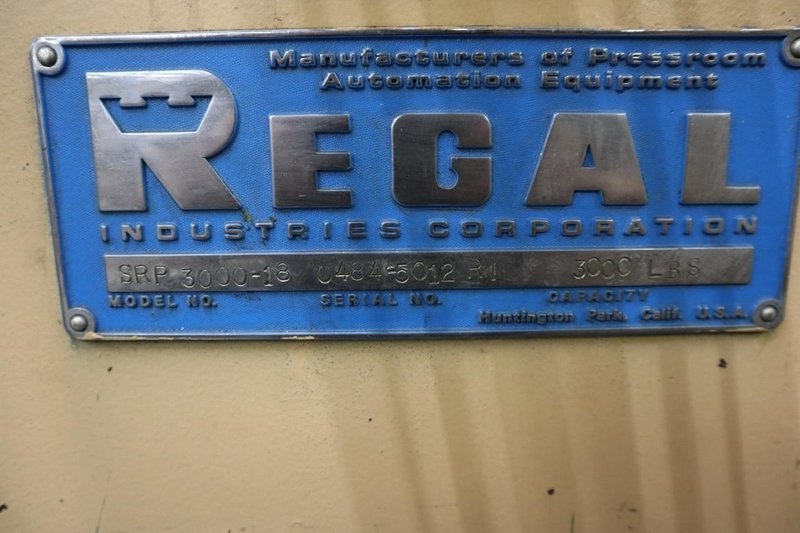 Manufacturers of Pressroom
Automation Equipment
REGAL
INDUSTRIES CORPORATION
SRP 3000-18 0484-5012 R1 3000 LBS
MODEL NO. SERIAL NO. CAPACITY
Huntington Park, Calif. U.S.A.